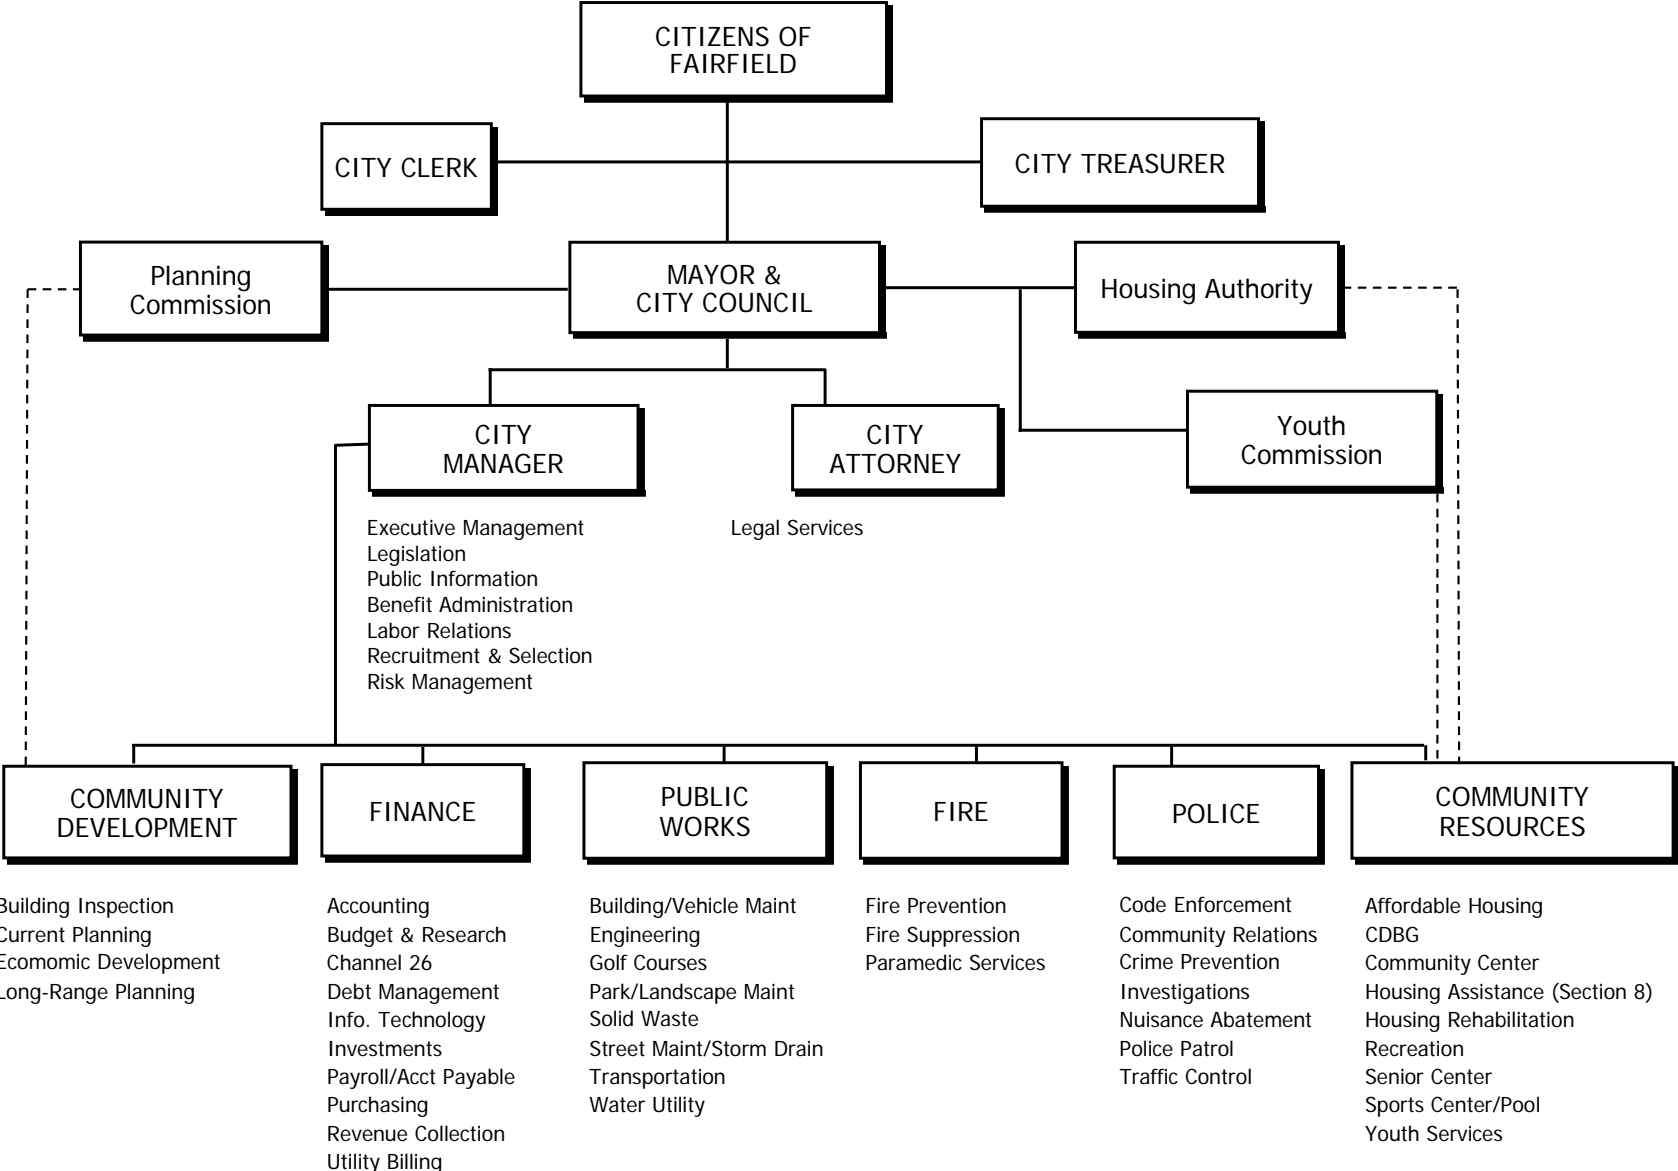 CITIZENS OF
FAIRFIELD
CITY CLERK
CITY TREASURER
Planning
Commission
MAYOR &
CITY COUNCIL
Housing Authority
CITY
MANAGER
CITY
ATTORNEY
Youth
Commission
Executive Management
Legislation
Public Information
Benefit Administration
Labor Relations
Recruitment & Selection
Risk Management
Legal Services
COMMUNITY
DEVELOPMENT
FINANCE
PUBLIC
WORKS
FIRE
POLICE
COMMUNITY
RESOURCES
Building Inspection
Current Planning
Ecomomic Development
Long-Range Planning
Accounting
Budget & Research
Channel 26
Debt Management
Info. Technology
Investments
Payroll/Acct Payable
Purchasing
Revenue Collection
Utility Billing
Building/Vehicle Maint
Engineering
Golf Courses
Park/Landscape Maint
Solid Waste
Street Maint/Storm Drain
Transportation
Water Utility
Fire Prevention
Fire Suppression
Paramedic Services
Code Enforcement
Community Relations
Crime Prevention
Investigations
Nuisance Abatement
Police Patrol
Traffic Control
Affordable Housing
CDBG
Community Center
Housing Assistance (Section 8)
Housing Rehabilitation
Recreation
Senior Center
Sports Center/Pool
Youth Services